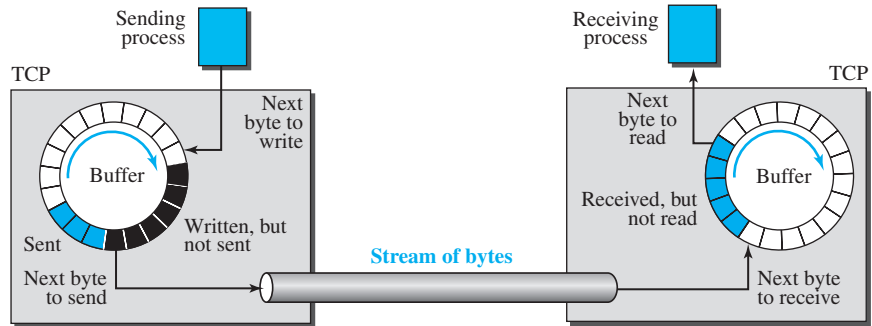 Sending
process
TCP
Next
byte to
write
Buffer
Sent
Written, but
not sent
Next byte
to send
Stream of bytes
Receiving
process
TCP
Next
byte to
read
Buffer
Received, but
not read
Next byte
to receive